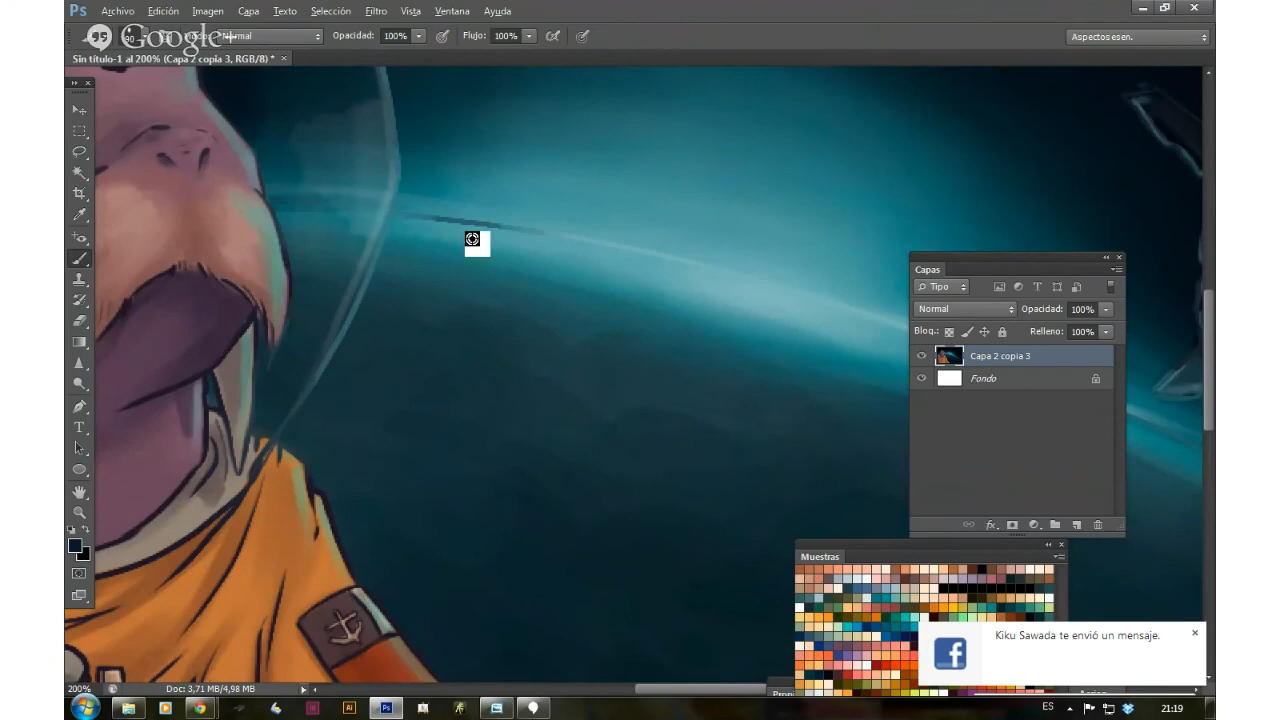 Ps Archivo Edición Imagen Capa Texto Selección Filtro Vista Ventana Ayuda
Google+
Normal Opacidad: 100% Flujo: 100% Aspectos esen.
Sin título-1 al 200% (Capa 2 copia 3, RGB/8) *
Capas
Tipo
Normal Opacidad: 100%
Bloq.: Relleno: 100%
Capa 2 copia 3
Fondo
Muestras
Kiku Sawada te envió un mensaje.
200% Doc: 3,71 MB/4,98 MB
ES 21:19